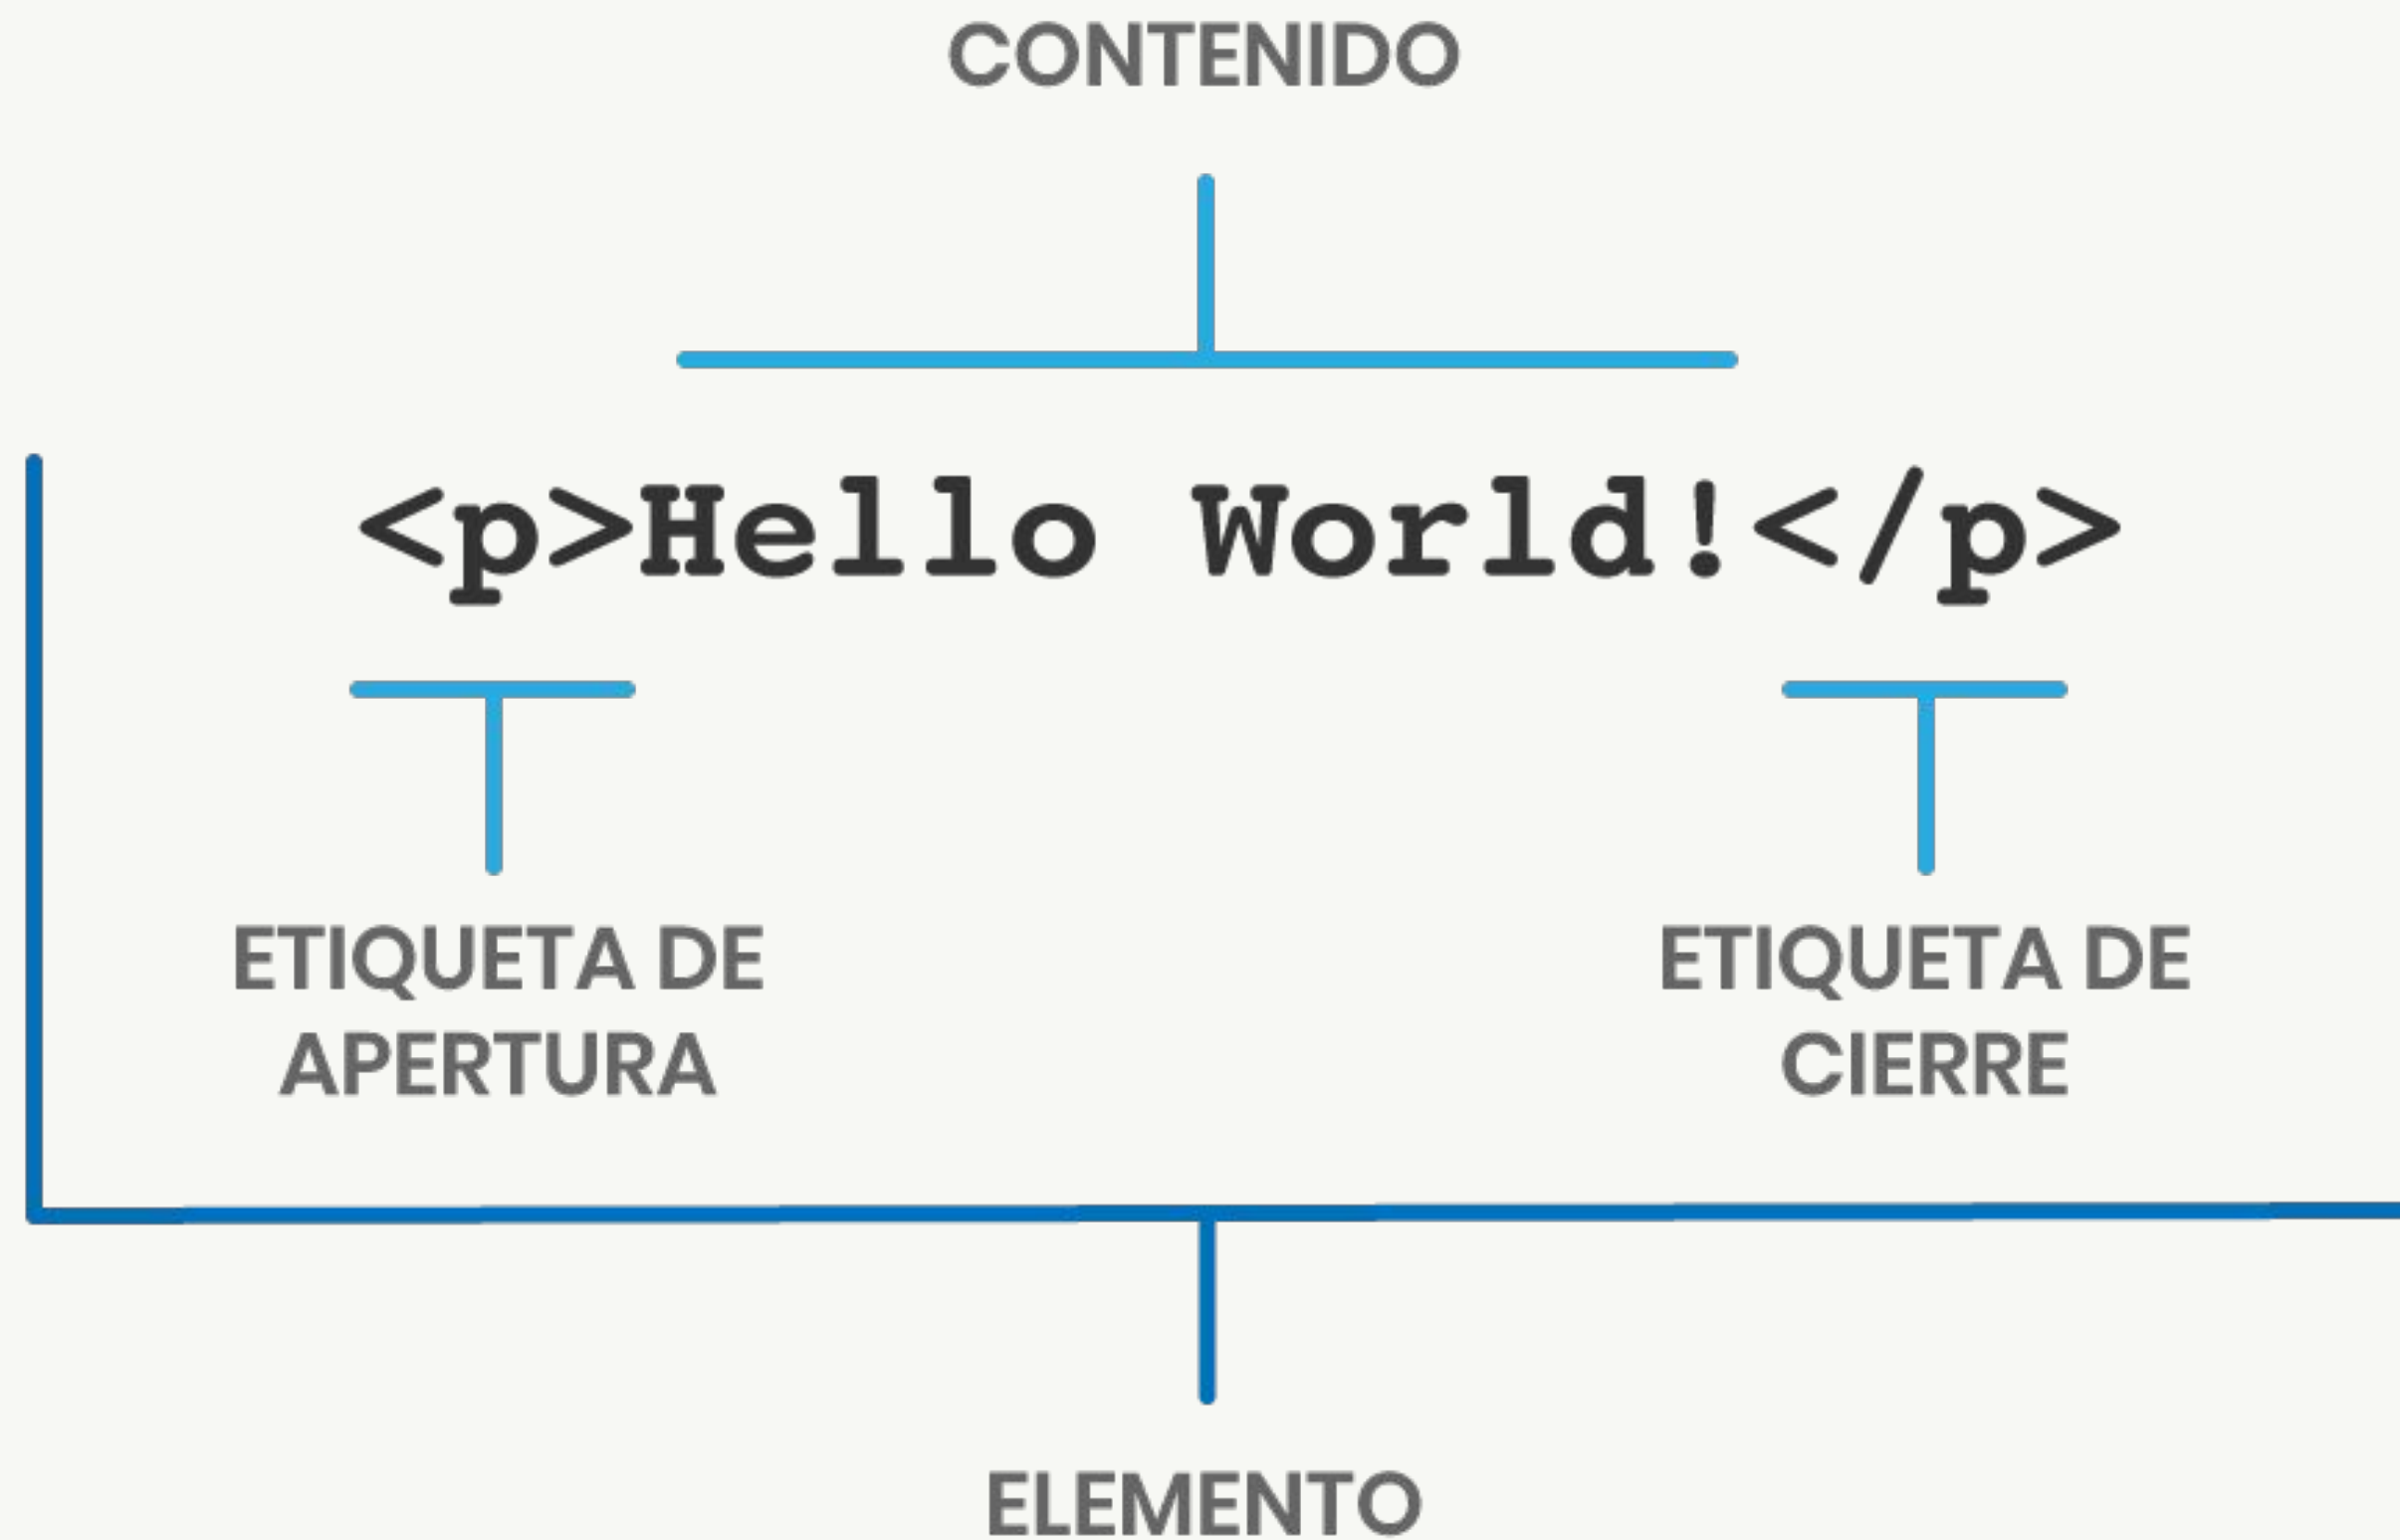 CONTENIDO
<p>Hello World!</p>
ETIQUETA DE
APERTURA
ETIQUETA DE
CIERRE
ELEMENTO